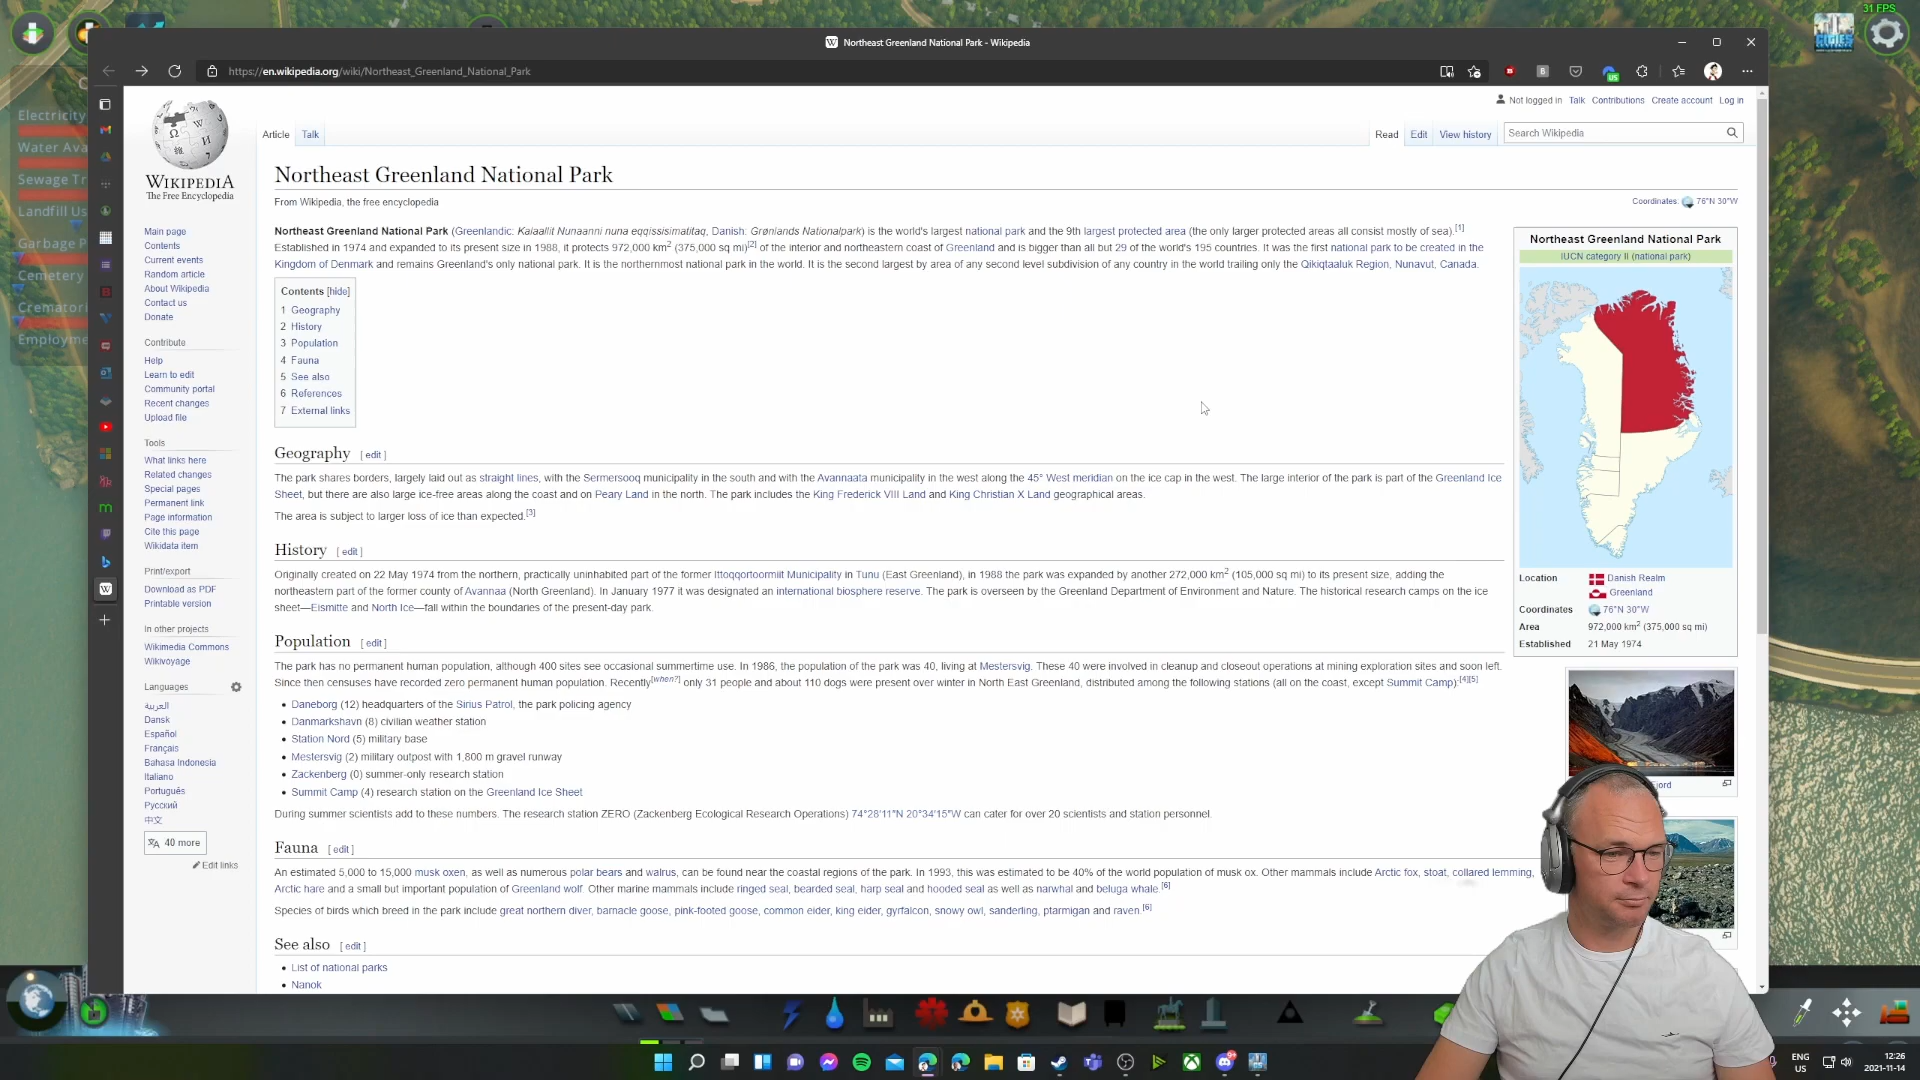 31 FPS
Northeast Greenland National Park - Wikipedia
https://en.wikipedia.org/wiki/Northeast_Greenland_National_Park
Not logged in Talk Contributions Create account Log in
Article Talk
Read Edit View history
Search Wikipedia
WIKIPEDIA
The Free Encyclopedia
Main page
Contents
Current events
Random article
About Wikipedia
Contact us
Donate
Contribute
Help
Learn to edit
Community portal
Recent changes
Upload file
Tools
What links here
Related changes
Special pages
Permanent link
Page information
Cite this page
Wikidata item
Print/export
Download as PDF
Printable version
In other projects
Wikimedia Commons
Wikivoyage
Languages
العربية
Dansk
Español
Français
Bahasa Indonesia
Italiano
Português
Русский
中文
40 more
Edit links
Northeast Greenland National Park
From Wikipedia, the free encyclopedia
Coordinates: 76°N 30°W
Northeast Greenland National Park (Greenlandic: Kalaallit Nunaanni nuna eqqissisimatitaq, Danish: Grønlands Nationalpark) is the world's largest national park and the 9th largest protected area (the only larger protected areas all consist mostly of sea).[1]
Established in 1974 and expanded to its present size in 1988, it protects 972,000 km2 (375,000 sq mi)[2] of the interior and northeastern coast of Greenland and is bigger than all but 29 of the world's 195 countries. It was the first national park to be created in the
Kingdom of Denmark and remains Greenland's only national park. It is the northernmost national park in the world. It is the second largest by area of any second level subdivision of any country in the world trailing only the Qikiqtaaluk Region, Nunavut, Canada.
Contents [hide]
1 Geography
2 History
3 Population
4 Fauna
5 See also
6 References
7 External links
Geography [ edit ]
The park shares borders, largely laid out as straight lines, with the Sermersooq municipality in the south and with the Avannaata municipality in the west along the 45° West meridian on the ice cap in the west. The large interior of the park is part of the Greenland Ice
Sheet, but there are also large ice-free areas along the coast and on Peary Land in the north. The park includes the King Frederick VIII Land and King Christian X Land geographical areas.
The area is subject to larger loss of ice than expected.[3]
History [ edit ]
Originally created on 22 May 1974 from the northern, practically uninhabited part of the former Ittoqqortoormiit Municipality in Tunu (East Greenland), in 1988 the park was expanded by another 272,000 km2 (105,000 sq mi) to its present size, adding the
northeastern part of the former county of Avannaa (North Greenland). In January 1977 it was designated an international biosphere reserve. The park is overseen by the Greenland Department of Environment and Nature. The historical research camps on the ice
sheet—Eismitte and North Ice—fall within the boundaries of the present-day park.
Population [ edit ]
The park has no permanent human population, although 400 sites see occasional summertime use. In 1986, the population of the park was 40, living at Mestersvig. These 40 were involved in cleanup and closeout operations at mining exploration sites and soon left.
Since then censuses have recorded zero permanent human population. Recently[when?] only 31 people and about 110 dogs were present over winter in North East Greenland, distributed among the following stations (all on the coast, except Summit Camp):[4][5]
• Daneborg (12) headquarters of the Sirius Patrol, the park policing agency
• Danmarkshavn (8) civilian weather station
• Station Nord (5) military base
• Mestersvig (2) military outpost with 1,800 m gravel runway
• Zackenberg (0) summer-only research station
• Summit Camp (4) research station on the Greenland Ice Sheet
During summer scientists add to these numbers. The research station ZERO (Zackenberg Ecological Research Operations) 74°28′11″N 20°34′15″W can cater for over 20 scientists and station personnel.
Fauna [ edit ]
An estimated 5,000 to 15,000 musk oxen, as well as numerous polar bears and walrus, can be found near the coastal regions of the park. In 1993, this was estimated to be 40% of the world population of musk ox. Other mammals include Arctic fox, stoat, collared lemming,
Arctic hare and a small but important population of Greenland wolf. Other marine mammals include ringed seal, bearded seal, harp seal and hooded seal as well as narwhal and beluga whale.[6]
Species of birds which breed in the park include great northern diver, barnacle goose, pink-footed goose, common eider, king eider, gyrfalcon, snowy owl, sanderling, ptarmigan and raven.[6]
See also [ edit ]
• List of national parks
• Nanok
Northeast Greenland National Park
IUCN category II (national park)
Location Danish Realm
Greenland
Coordinates 76°N 30°W
Area 972,000 km2 (375,000 sq mi)
Established 21 May 1974
Electricity
Water Ava
Sewage Tr
Landfill Us
Garbage P
Cemetery
Cremator
Employme
CITIES
US
ENG
US
12:26
2021-11-14